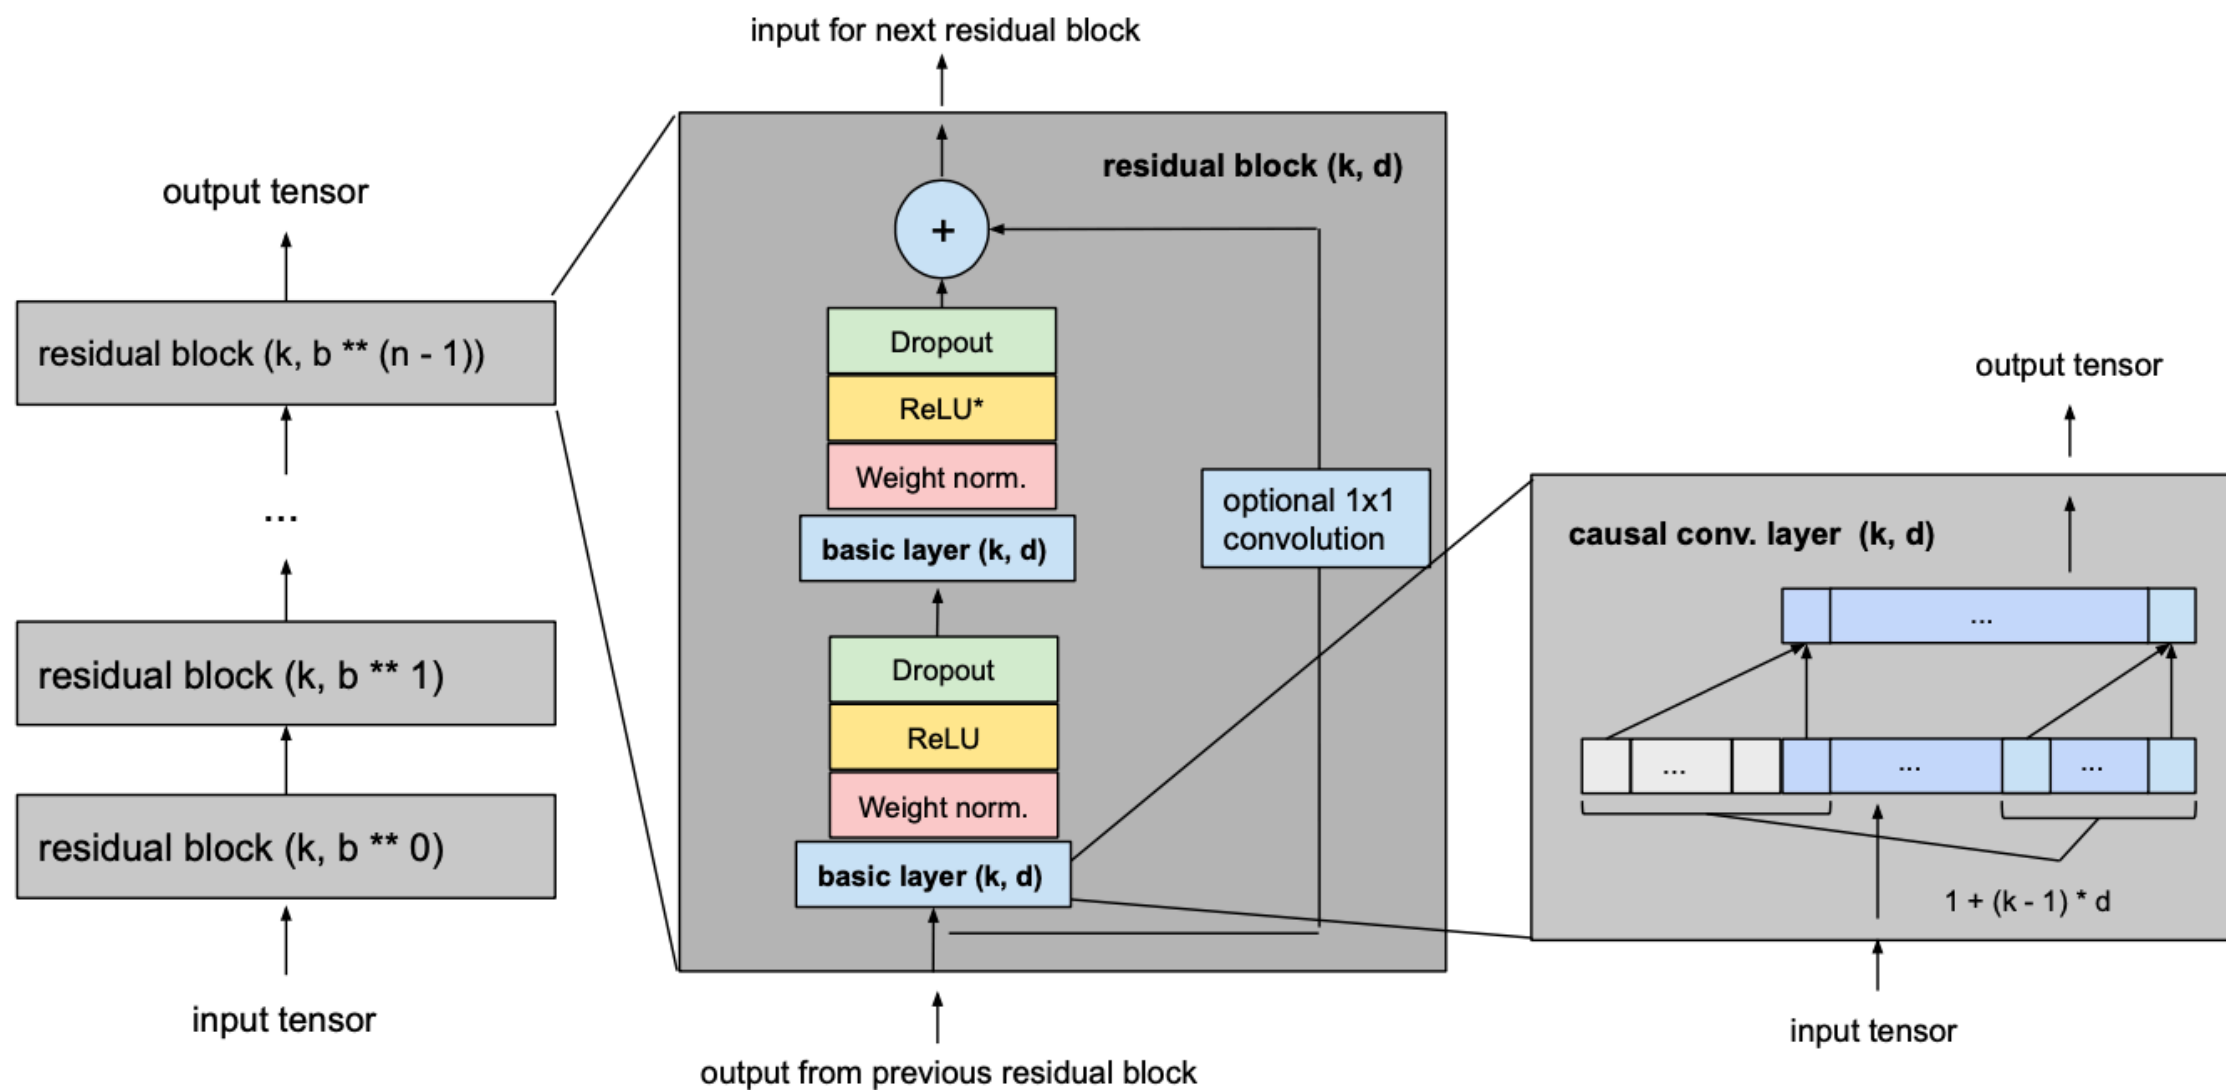 output tensor
residual block (k, b ** (n - 1))
...
residual block (k, b ** 1)
residual block (k, b ** 0)
input tensor
input for next residual block
residual block (k, d)
+
Dropout
ReLU*
Weight norm.
basic layer (k, d)
optional 1x1
convolution
Dropout
ReLU
Weight norm.
basic layer (k, d)
output from previous residual block
output tensor
causal conv. layer (k, d)
...
... ... ...
1 + (k - 1) * d
input tensor